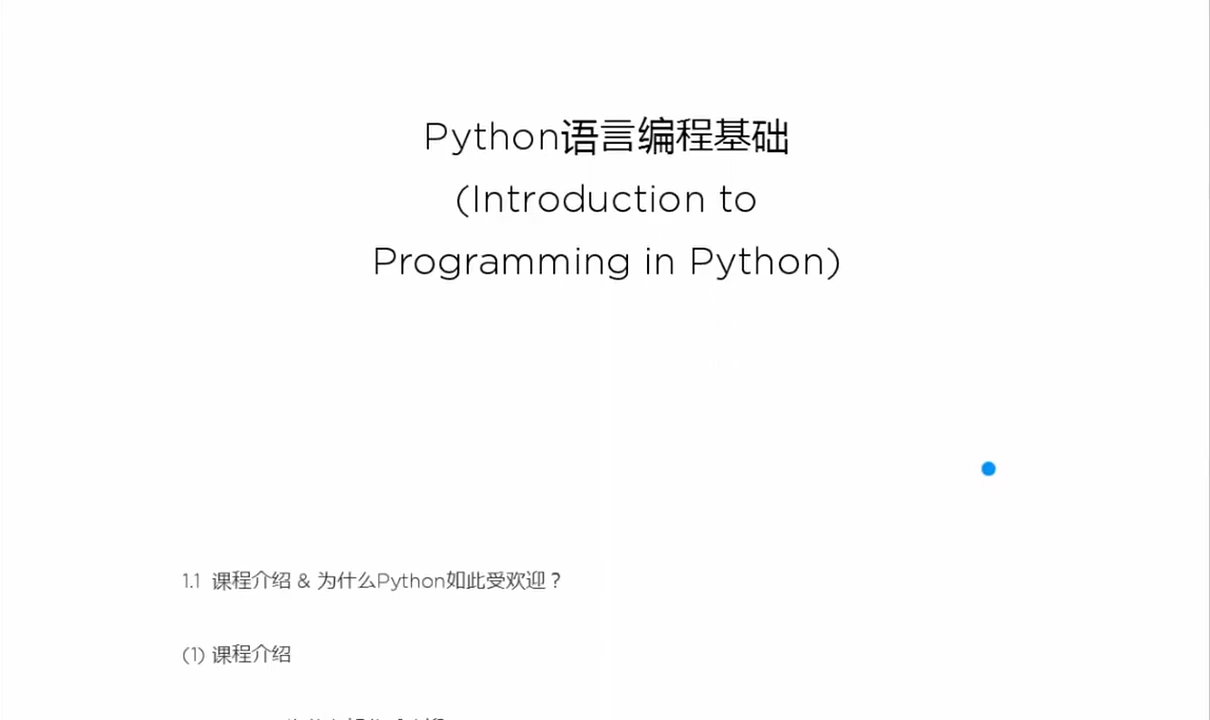 Python语言编程基础
(Introduction to
Programming in Python)
1.1 课程介绍 & 为什么Python如此受欢迎？
(1) 课程介绍